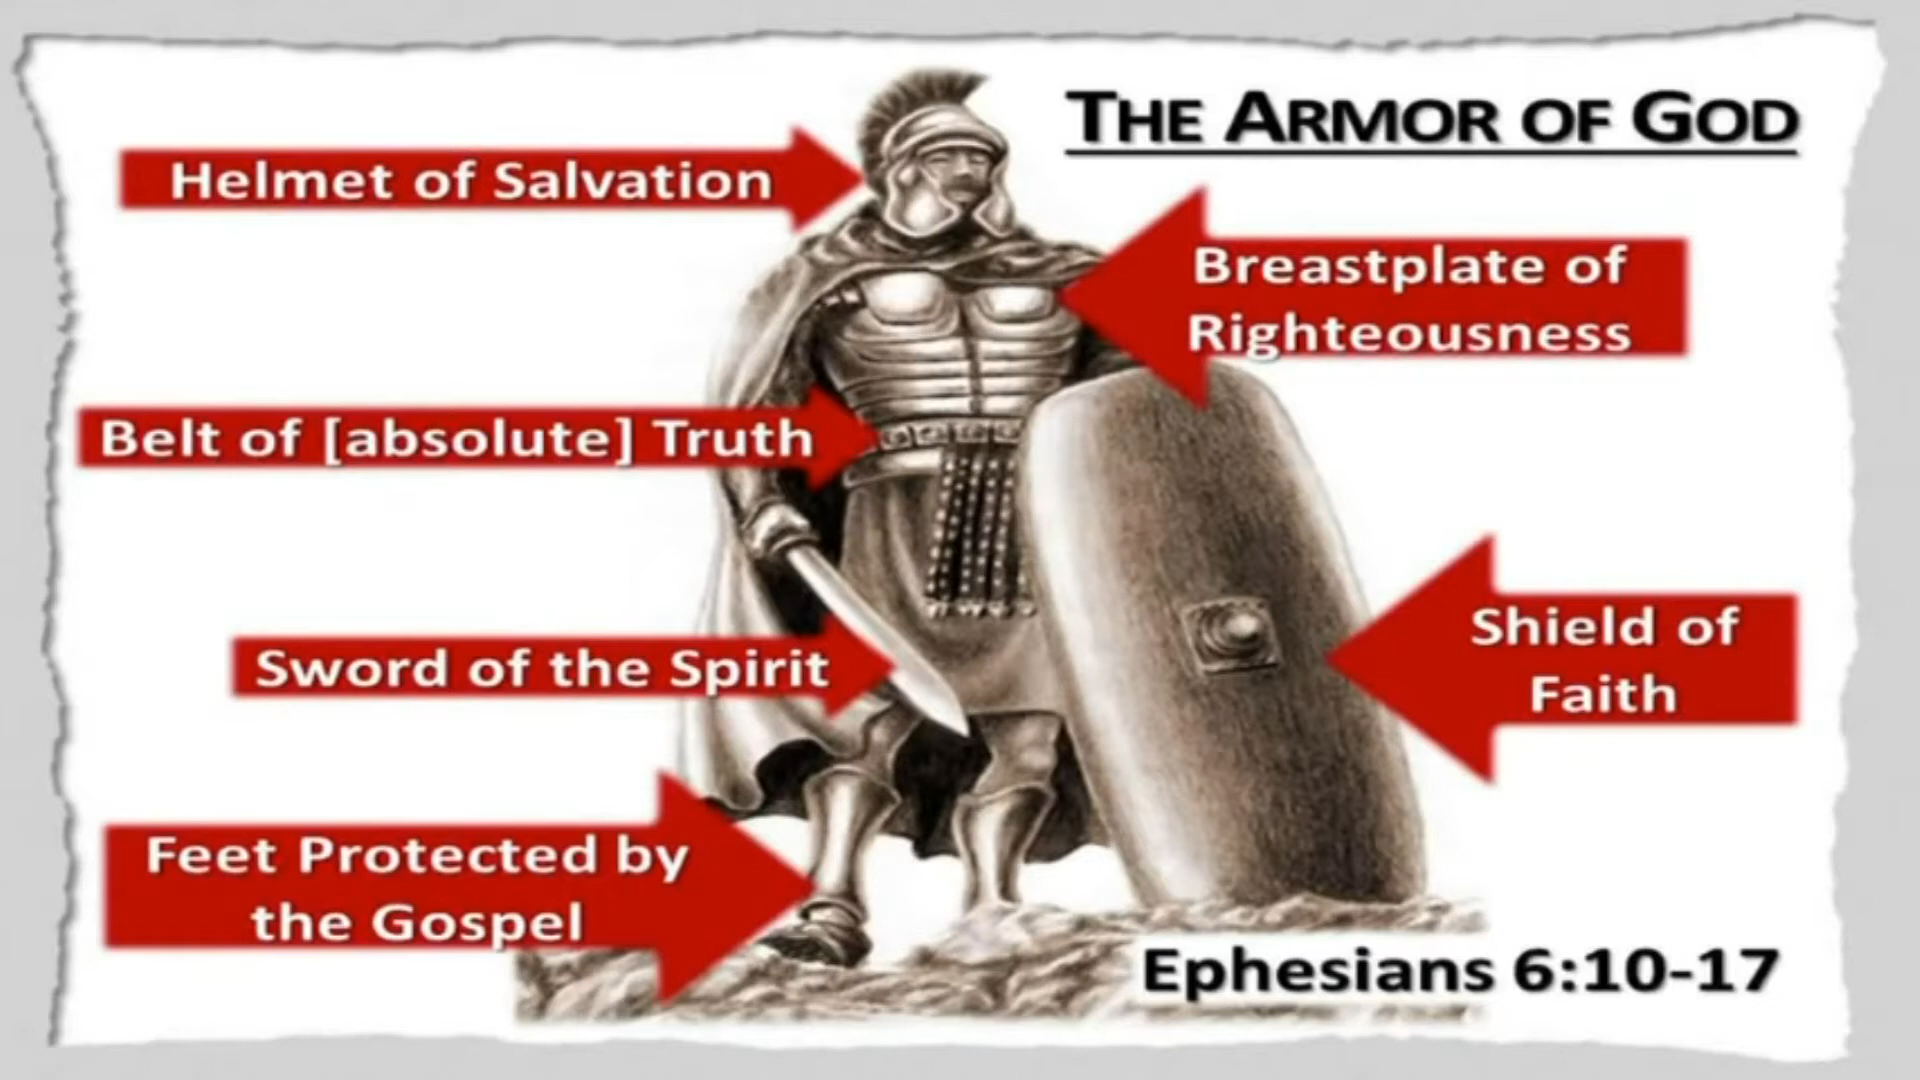 THE ARMOR OF GOD
Helmet of Salvation
Breastplate of
Righteousness
Belt of [absolute] Truth
Sword of the Spirit
Shield of
Faith
Feet Protected by
the Gospel
Ephesians 6:10-17